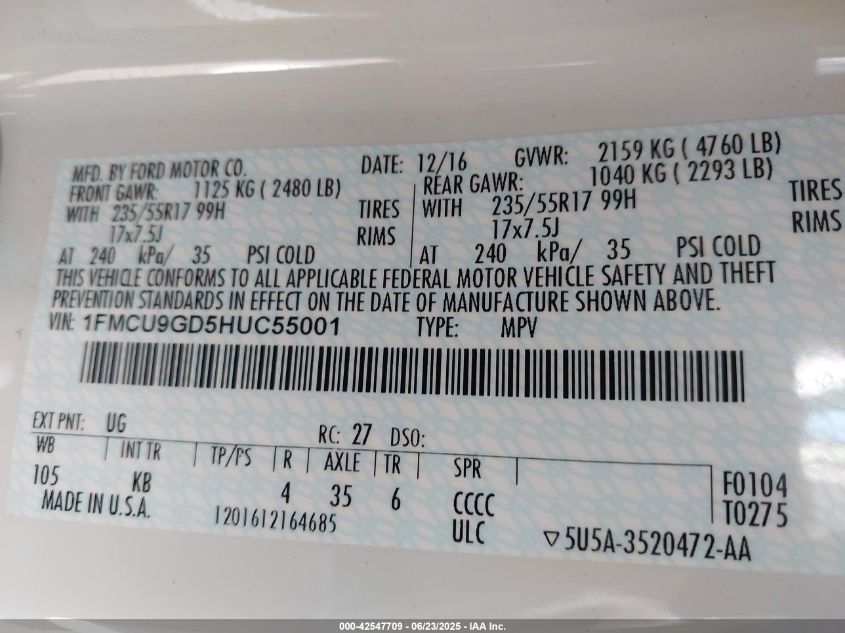 MFD. BY FORD MOTOR CO. DATE: 12/16 GVWR: 2159 KG ( 4760 LB)
FRONT GAWR: 1125 KG ( 2480 LB) REAR GAWR: 1040 KG ( 2293 LB)
WITH 235/55R17 99H TIRES WITH 235/55R17 99H TIRES
17x7.5J RIMS 17x7.5J RIMS
AT 240 kPa/ 35 PSI COLD AT 240 kPa/ 35 PSI COLD
THIS VEHICLE CONFORMS TO ALL APPLICABLE FEDERAL MOTOR VEHICLE SAFETY AND THEFT
PREVENTION STANDARDS IN EFFECT ON THE DATE OF MANUFACTURE SHOWN ABOVE.
VIN: 1FMCU9GD5HUC55001 TYPE: MPV
EXT PNT: UG RC: 27 DSO:
WB INT TR TP/PS R AXLE TR SPR
105 KB 4 35 6 CCCC F0104
MADE IN U.S.A. 1201612164685 ULC T0275
▽5U5A-3520472-AA
000-42547709 - 06/23/2025 - IAA Inc.